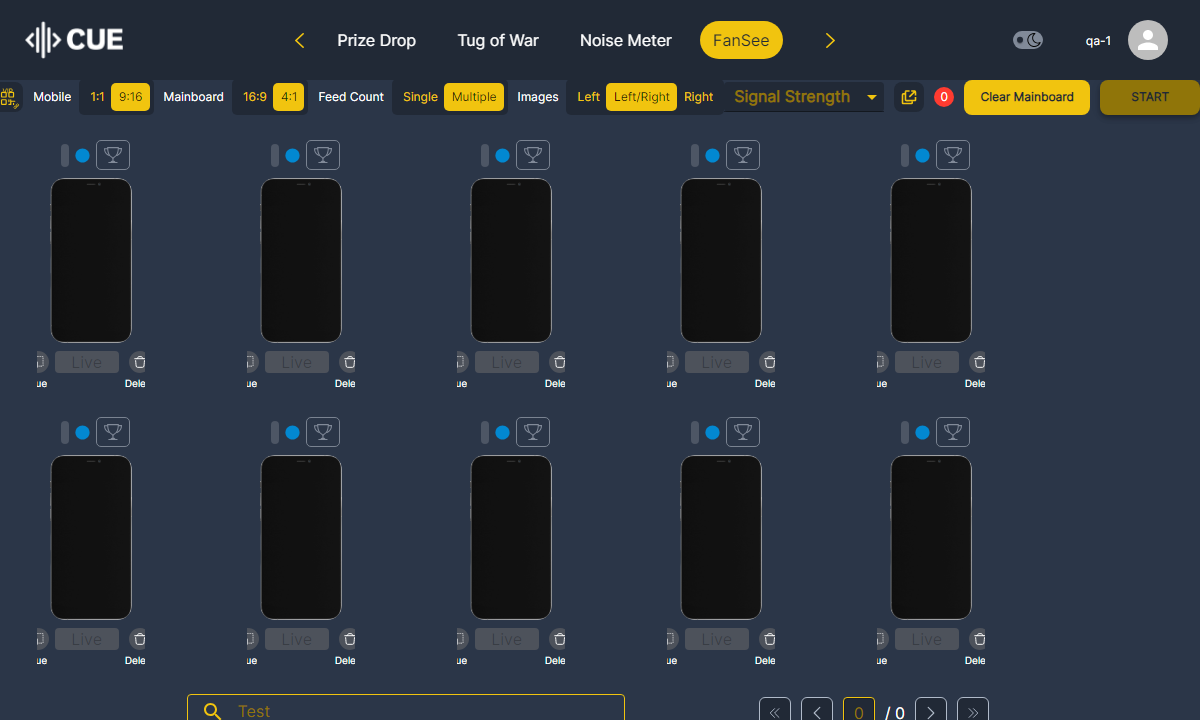 CUE
Prize Drop
Tug of War
Noise Meter
FanSee
qa-1
Mobile 1:1 9:16 Mainboard 16:9 4:1 Feed Count Single Multiple Images Left Left/Right Right Signal Strength 0 Clear Mainboard START
Live Live Live Live Live
ue Dele ue Dele ue Dele ue Dele ue Dele
Live Live Live Live Live
ue Dele ue Dele ue Dele ue Dele ue Dele
Test
0 / 0